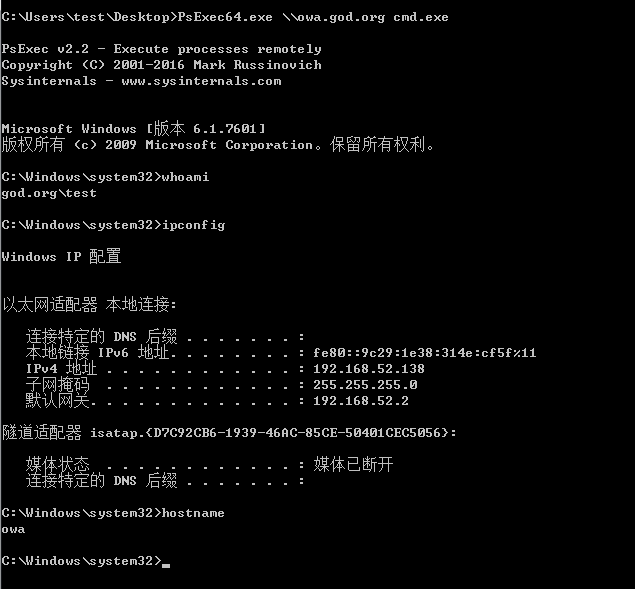 C:\Users\test\Desktop>PsExec64.exe \\owa.god.org cmd.exe
PsExec v2.2 - Execute processes remotely
Copyright (C) 2001-2016 Mark Russinovich
Sysinternals - www.sysinternals.com
Microsoft Windows [版本 6.1.7601]
版权所有 (c) 2009 Microsoft Corporation。保留所有权利。
C:\Windows\system32>whoami
god.org\test
C:\Windows\system32>ipconfig
Windows IP 配置
以太网适配器 本地连接:
连接特定的 DNS 后缀 . . . . . . . :
本地链接 IPv6 地址. . . . . . . . : fe80::9c29:1e38:314e:cf5f%11
IPv4 地址 . . . . . . . . . . . . : 192.168.52.138
子网掩码  . . . . . . . . . . . . : 255.255.255.0
默认网关. . . . . . . . . . . . . : 192.168.52.2
隧道适配器 isatap.{D7C92CB6-1939-46AC-85CE-50401CEC5056}:
媒体状态  . . . . . . . . . . . . : 媒体已断开
连接特定的 DNS 后缀 . . . . . . . :
C:\Windows\system32>hostname
owa
C:\Windows\system32>_